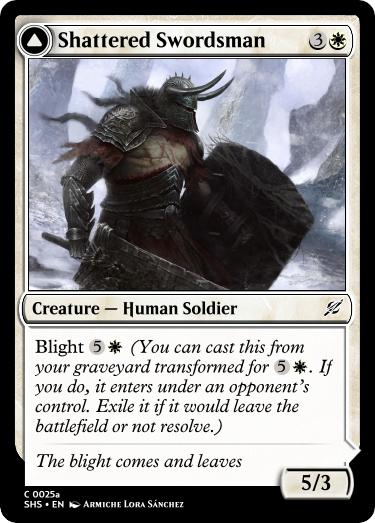 Shattered Swordsman 3
Creature — Human Soldier
Blight 5 (You can cast this from
your graveyard transformed for 5 . If
you do, it enters under an opponent's
control. Exile it if it would leave the
battlefield or not resolve.)
The blight comes and leaves
5/3
C 0025a
SHS • EN Armiche Lora Sánchez